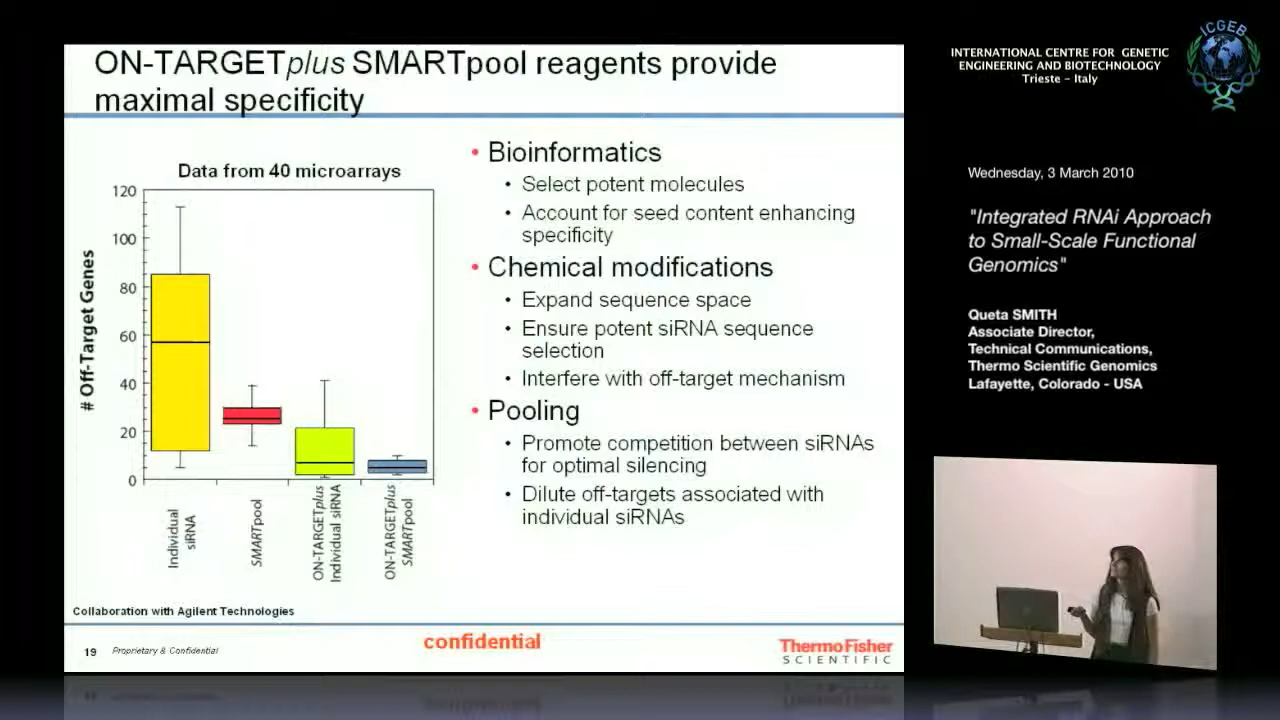 ON-TARGETplus SMARTpool reagents provide
maximal specificity
Data from 40 microarrays
# Off-Target Genes
120
100
80
60
40
20
0
Individual
siRNA
SMARTpool
ON-TARGETplus
Individual siRNA
ON-TARGETplus
SMARTpool
• Bioinformatics
• Select potent molecules
• Account for seed content enhancing
specificity
• Chemical modifications
• Expand sequence space
• Ensure potent siRNA sequence
selection
• Interfere with off-target mechanism
• Pooling
• Promote competition between siRNAs
for optimal silencing
• Dilute off-targets associated with
individual siRNAs
Collaboration with Agilent Technologies
19 Proprietary & Confidential
confidential
ThermoFisher
SCIENTIFIC
INTERNATIONAL CENTRE FOR GENETIC
ENGINEERING AND BIOTECHNOLOGY
Trieste - Italy
ICGEB
Wednesday, 3 March 2010
"Integrated RNAi Approach
to Small-Scale Functional
Genomics"
Queta SMITH
Associate Director,
Technical Communications,
Thermo Scientific Genomics
Lafayette, Colorado - USA